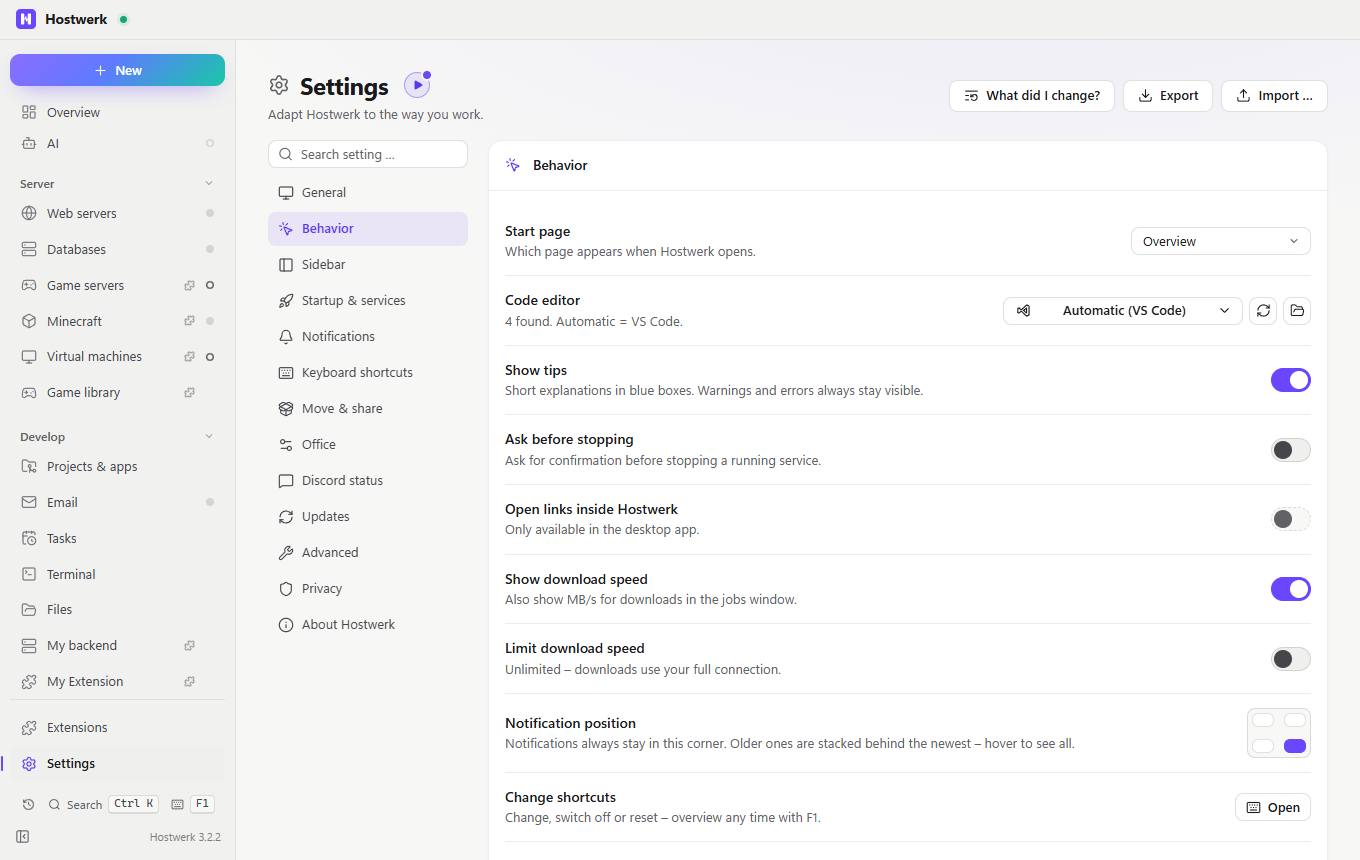 Hostwerk
New
Overview
AI
Server
Web servers
Databases
Game servers
Minecraft
Virtual machines
Game library
Develop
Projects & apps
Email
Tasks
Terminal
Files
My backend
My Extension
Extensions
Settings
Search Ctrl K F1
Hostwerk 3.2.2
Settings
Adapt Hostwerk to the way you work.
What did I change?
Export
Import ...
Search setting ...
General
Behavior
Sidebar
Startup & services
Notifications
Keyboard shortcuts
Move & share
Office
Discord status
Updates
Advanced
Privacy
About Hostwerk
Behavior
Start page
Which page appears when Hostwerk opens.
Overview
Code editor
4 found. Automatic = VS Code.
Automatic (VS Code)
Show tips
Short explanations in blue boxes. Warnings and errors always stay visible.
Ask before stopping
Ask for confirmation before stopping a running service.
Open links inside Hostwerk
Only available in the desktop app.
Show download speed
Also show MB/s for downloads in the jobs window.
Limit download speed
Unlimited – downloads use your full connection.
Notification position
Notifications always stay in this corner. Older ones are stacked behind the newest – hover to see all.
Change shortcuts
Change, switch off or reset – overview any time with F1.
Open